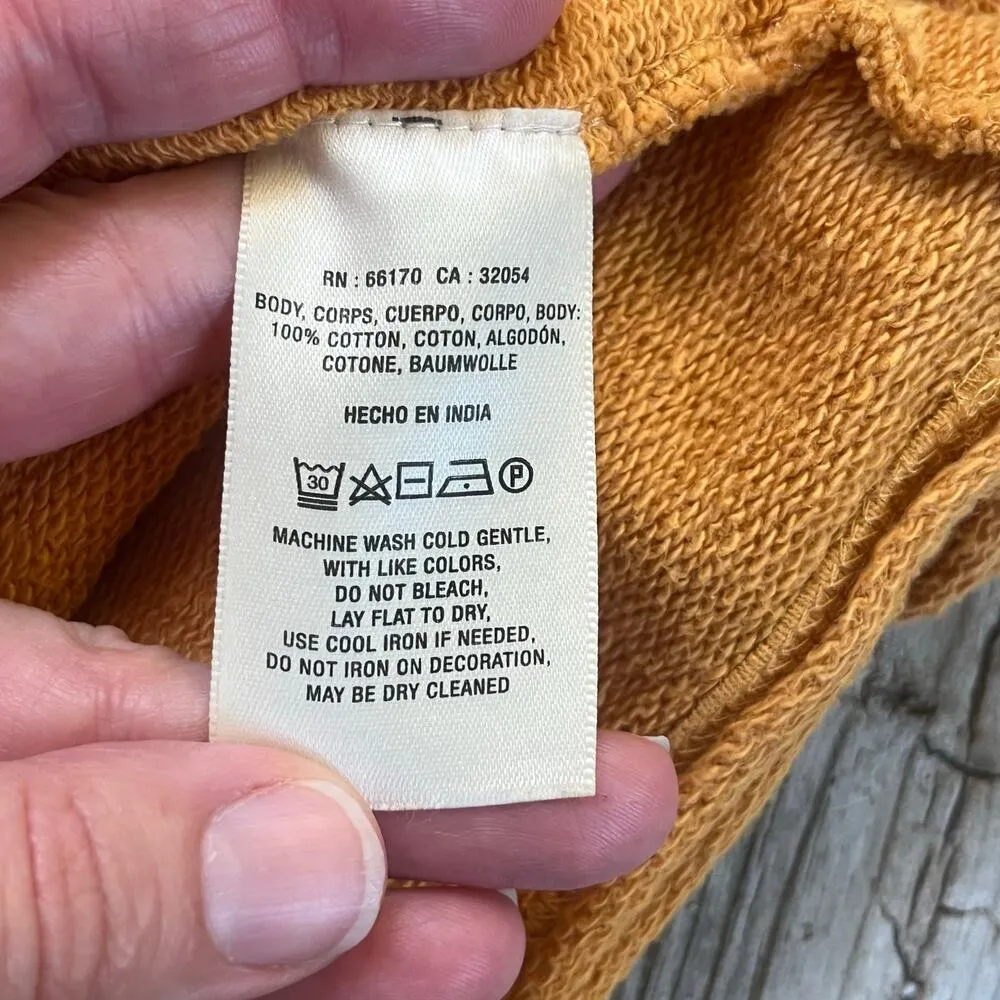 RN : 66170 CA : 32054
BODY, CORPS, CUERPO, CORPO, BODY:
100% COTTON, COTON, ALGODÓN,
COTONE, BAUMWOLLE
HECHO EN INDIA
30 P
MACHINE WASH COLD GENTLE,
WITH LIKE COLORS,
DO NOT BLEACH,
LAY FLAT TO DRY,
USE COOL IRON IF NEEDED,
DO NOT IRON ON DECORATION,
MAY BE DRY CLEANED